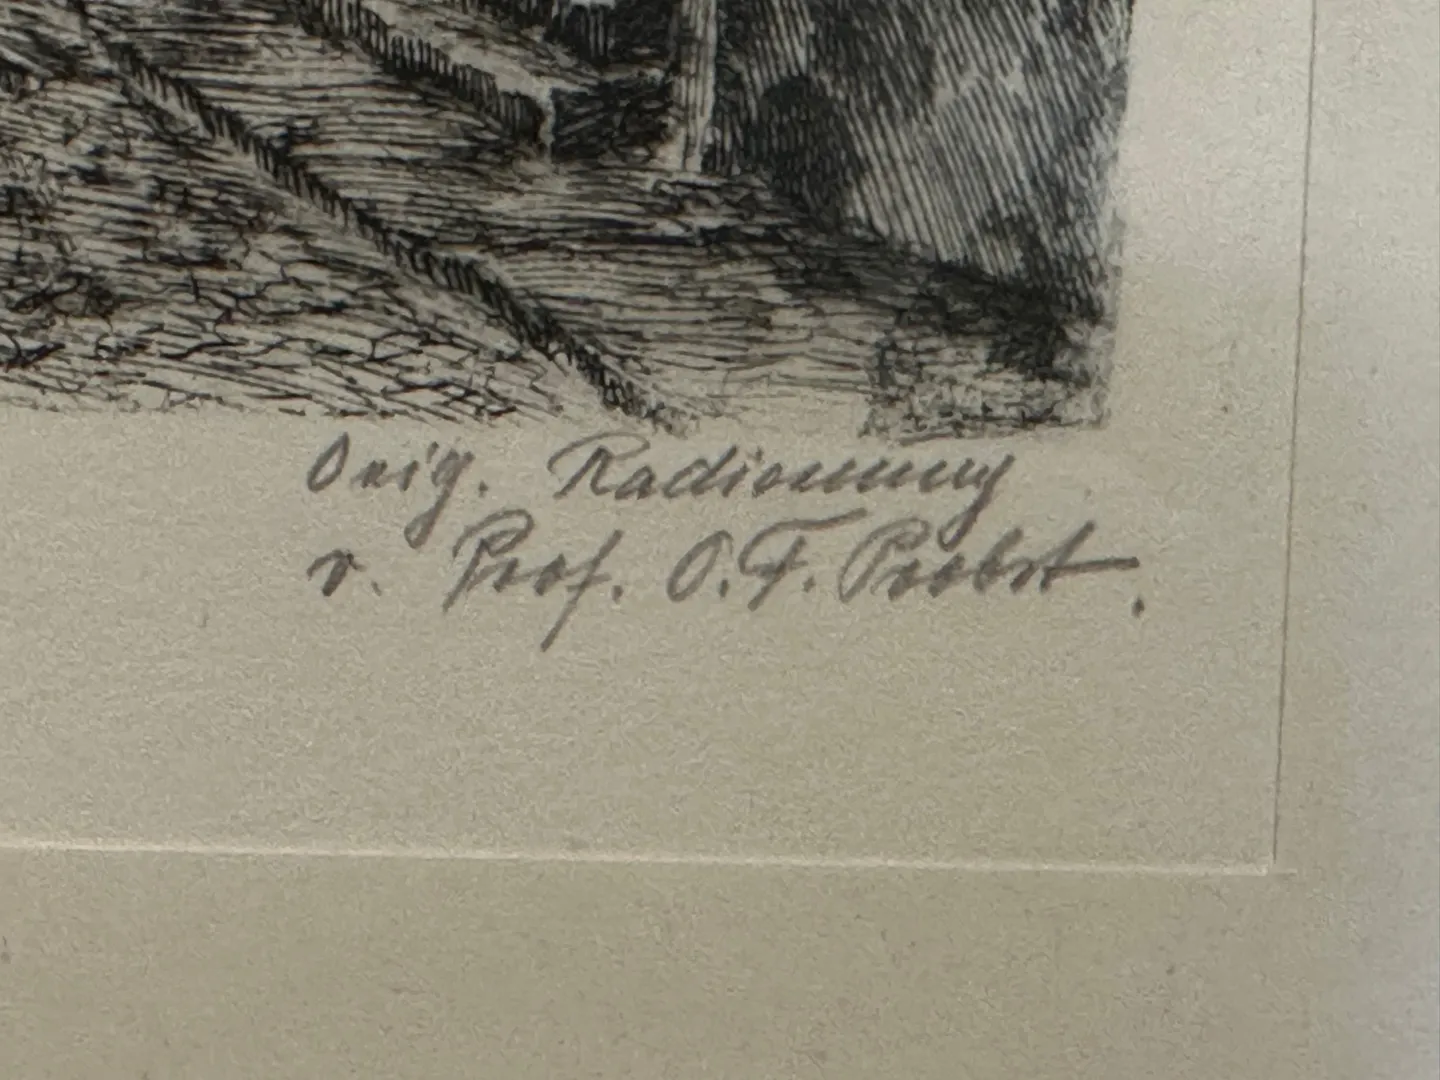 Orig. Radierung
v. Prof. O. F. Probst.